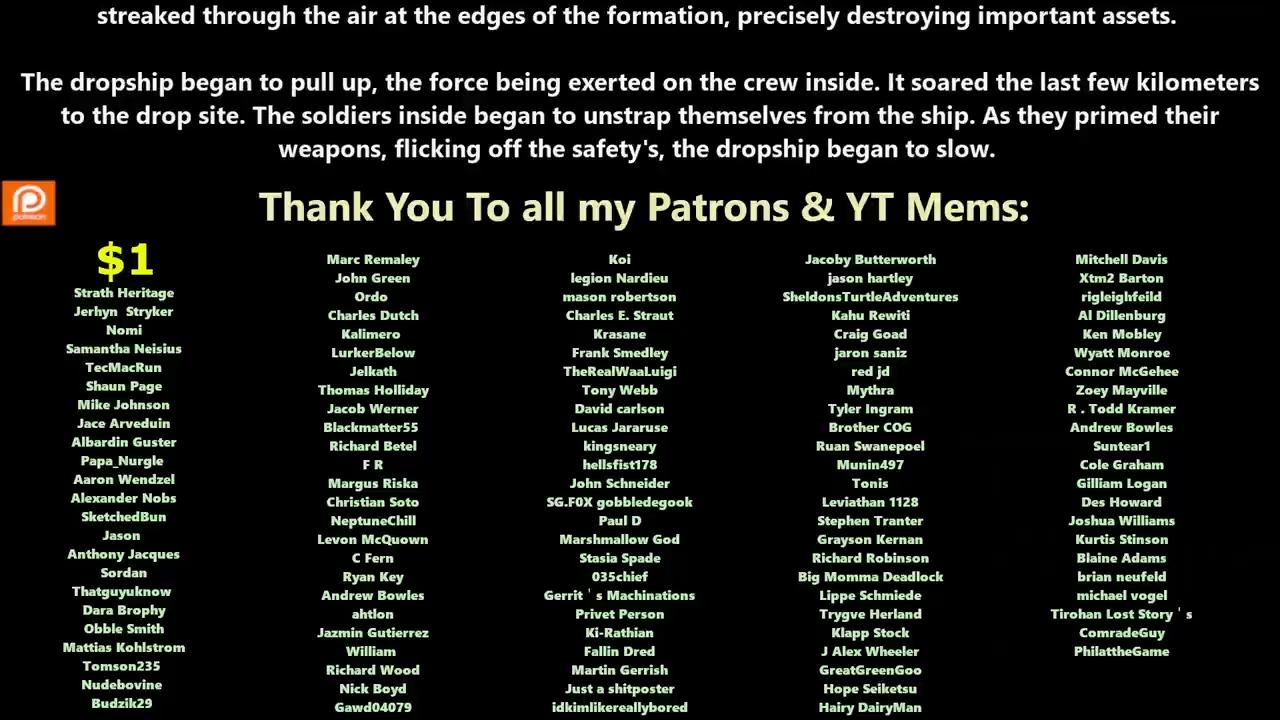 streaked through the air at the edges of the formation, precisely destroying important assets.
The dropship began to pull up, the force being exerted on the crew inside. It soared the last few kilometers
to the drop site. The soldiers inside began to unstrap themselves from the ship. As they primed their
weapons, flicking off the safety's, the dropship began to slow.
patreon
Thank You To all my Patrons & YT Mems:
$1
Strath Heritage
Jerhyn  Stryker
Nomi
Samantha Neisius
TecMacRun
Shaun Page
Mike Johnson
Jace Arveduin
Albardin Guster
Papa_Nurgle
Aaron Wendzel
Alexander Nobs
SketchedBun
Jason
Anthony Jacques
Sordan
Thatguyuknow
Dara Brophy
Obble Smith
Mattias Kohlstrom
Tomson235
Nudebovine
Budzik29
Marc Remaley
John Green
Ordo
Charles Dutch
Kalimero
LurkerBelow
Jelkath
Thomas Holliday
Jacob Werner
Blackmatter55
Richard Betel
F R
Margus Riska
Christian Soto
NeptuneChill
Levon McQuown
C Fern
Ryan Key
Andrew Bowles
ahtlon
Jazmin Gutierrez
William
Richard Wood
Nick Boyd
Gawd04079
Koi
legion Nardieu
mason robertson
Charles E. Straut
Krasane
Frank Smedley
TheRealWaaLuigi
Tony Webb
David carlson
Lucas Jararuse
kingsneary
hellsfist178
John Schneider
SG.F0X gobbledegook
Paul D
Marshmallow God
Stasia Spade
035chief
Gerrit ' s Machinations
Privet Person
Ki-Rathian
Fallin Dred
Martin Gerrish
Just a shitposter
idkimlikereallybored
Jacoby Butterworth
jason hartley
SheldonsTurtleAdventures
Kahu Rewiti
Craig Goad
jaron saniz
red jd
Mythra
Tyler Ingram
Brother COG
Ruan Swanepoel
Munin497
Tonis
Leviathan 1128
Stephen Tranter
Grayson Kernan
Richard Robinson
Big Momma Deadlock
Lippe Schmiede
Trygve Herland
Klapp Stock
J Alex Wheeler
GreatGreenGoo
Hope Seiketsu
Hairy DairyMan
Mitchell Davis
Xtm2 Barton
rigleighfeild
Al Dillenburg
Ken Mobley
Wyatt Monroe
Connor McGehee
Zoey Mayville
R . Todd Kramer
Andrew Bowles
Suntear1
Cole Graham
Gilliam Logan
Des Howard
Joshua Williams
Kurtis Stinson
Blaine Adams
brian neufeld
michael vogel
Tirohan Lost Story ' s
ComradeGuy
PhilattheGame